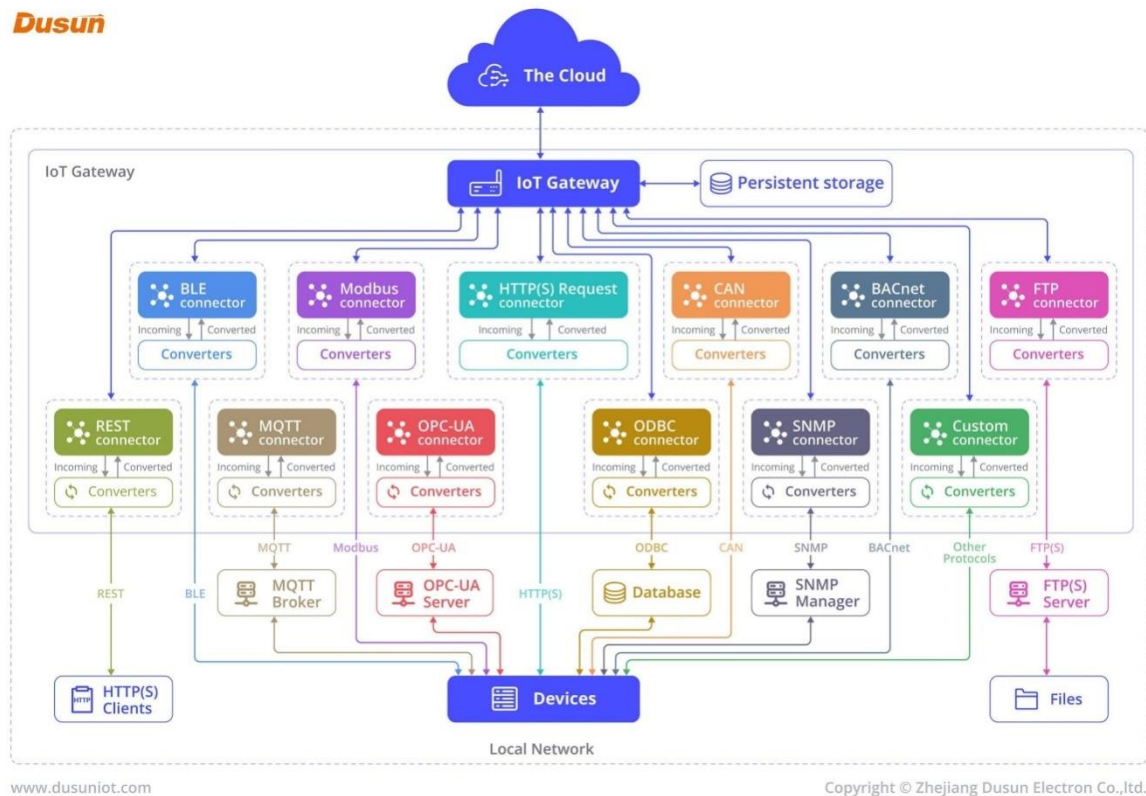 Dusun
The Cloud
IoT Gateway
IoT Gateway
Persistent storage
BLE
connector
Incoming Converted
Converters
Modbus
connector
Incoming Converted
Converters
HTTP(S) Request
connector
Incoming Converted
Converters
CAN
connector
Incoming Converted
Converters
BACnet
connector
Incoming Converted
Converters
FTP
connector
Incoming Converted
Converters
REST
connector
Incoming Converted
Converters
MQTT
connector
Incoming Converted
Converters
OPC-UA
connector
Incoming Converted
Converters
ODBC
connector
Incoming Converted
Converters
SNMP
connector
Incoming Converted
Converters
Custom
connector
Incoming Converted
Converters
MQTT
Modbus
OPC-UA
ODBC
CAN
SNMP
BACnet
Other
Protocols
FTP(S)
REST
BLE
MQTT
Broker
OPC-UA
Server
HTTP(S)
Database
SNMP
Manager
FTP(S)
Server
HTTP
HTTP(S)
Clients
Devices
Files
Local Network
www.dusuniot.com
Copyright © Zhejiang Dusun Electron Co.,ltd.